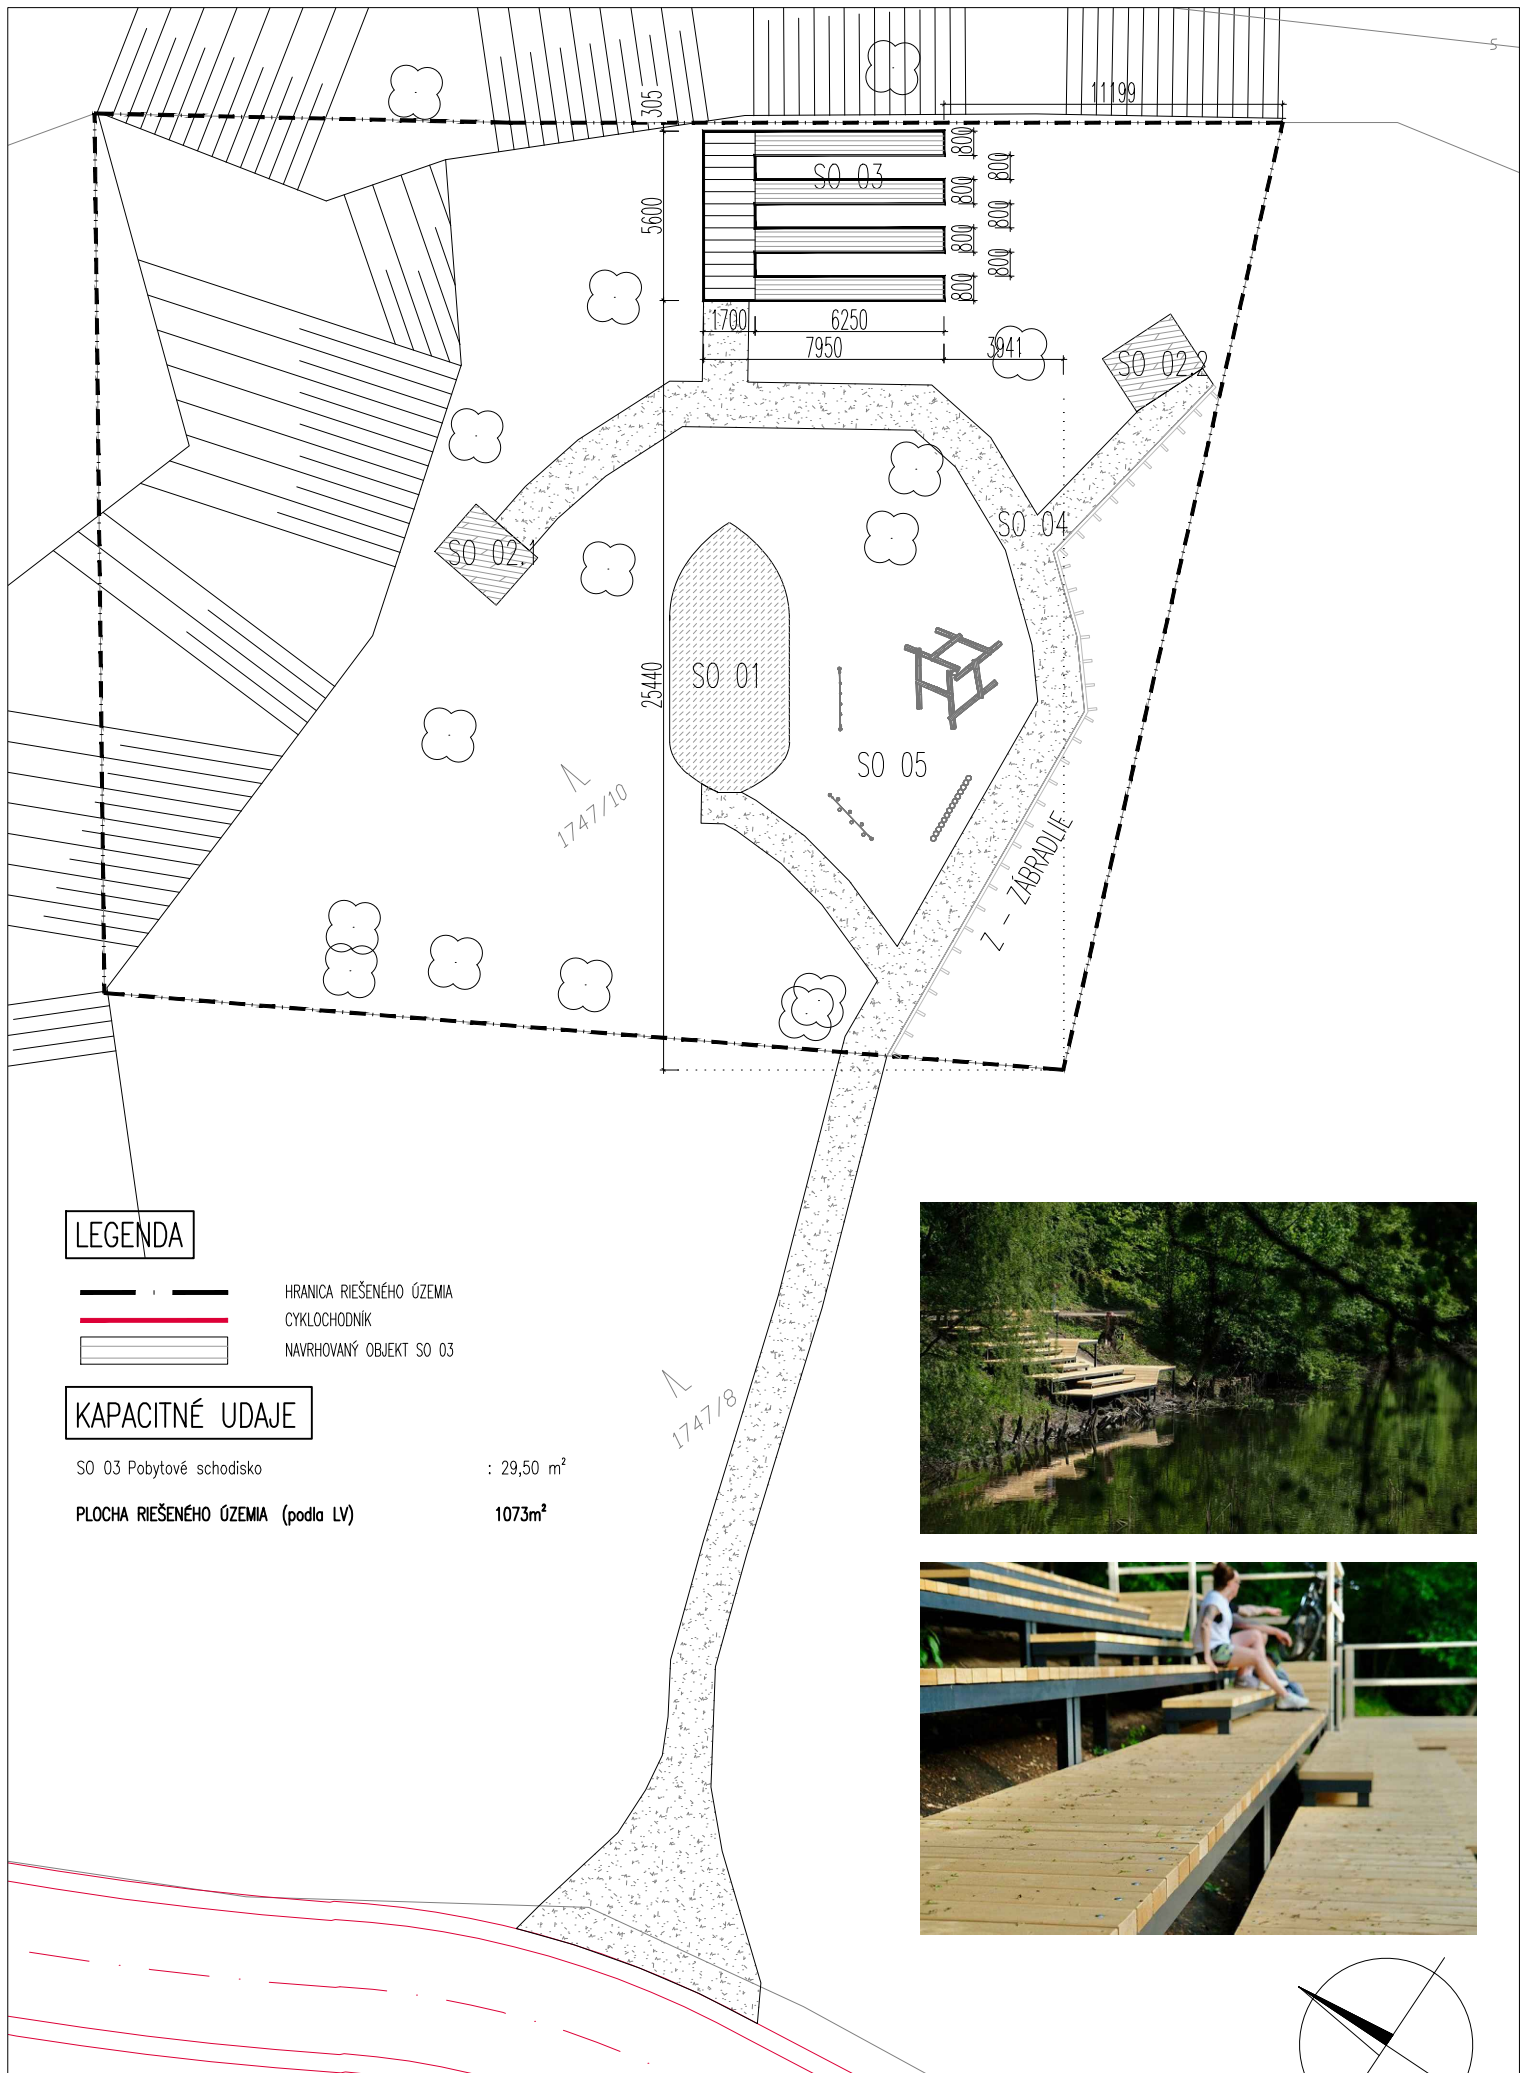 S
11199
305
800
SO 03
800
800
5600
800
800
800
800
1700
6250
7950
3941
SO 02.2
SO 04
SO 02.1
SO 01
25440
SO 05
1747/10
Z - ZÁBRADLIE
LEGENDA
HRANICA RIEŠENÉHO ÚZEMIA
CYKLOCHODNÍK
NAVRHOVANÝ OBJEKT SO 03
1747/8
KAPACITNÉ UDAJE
SO 03 Pobytové schodisko : 29,50 m²
PLOCHA RIEŠENÉHO ÚZEMIA (podla LV) 1073m²